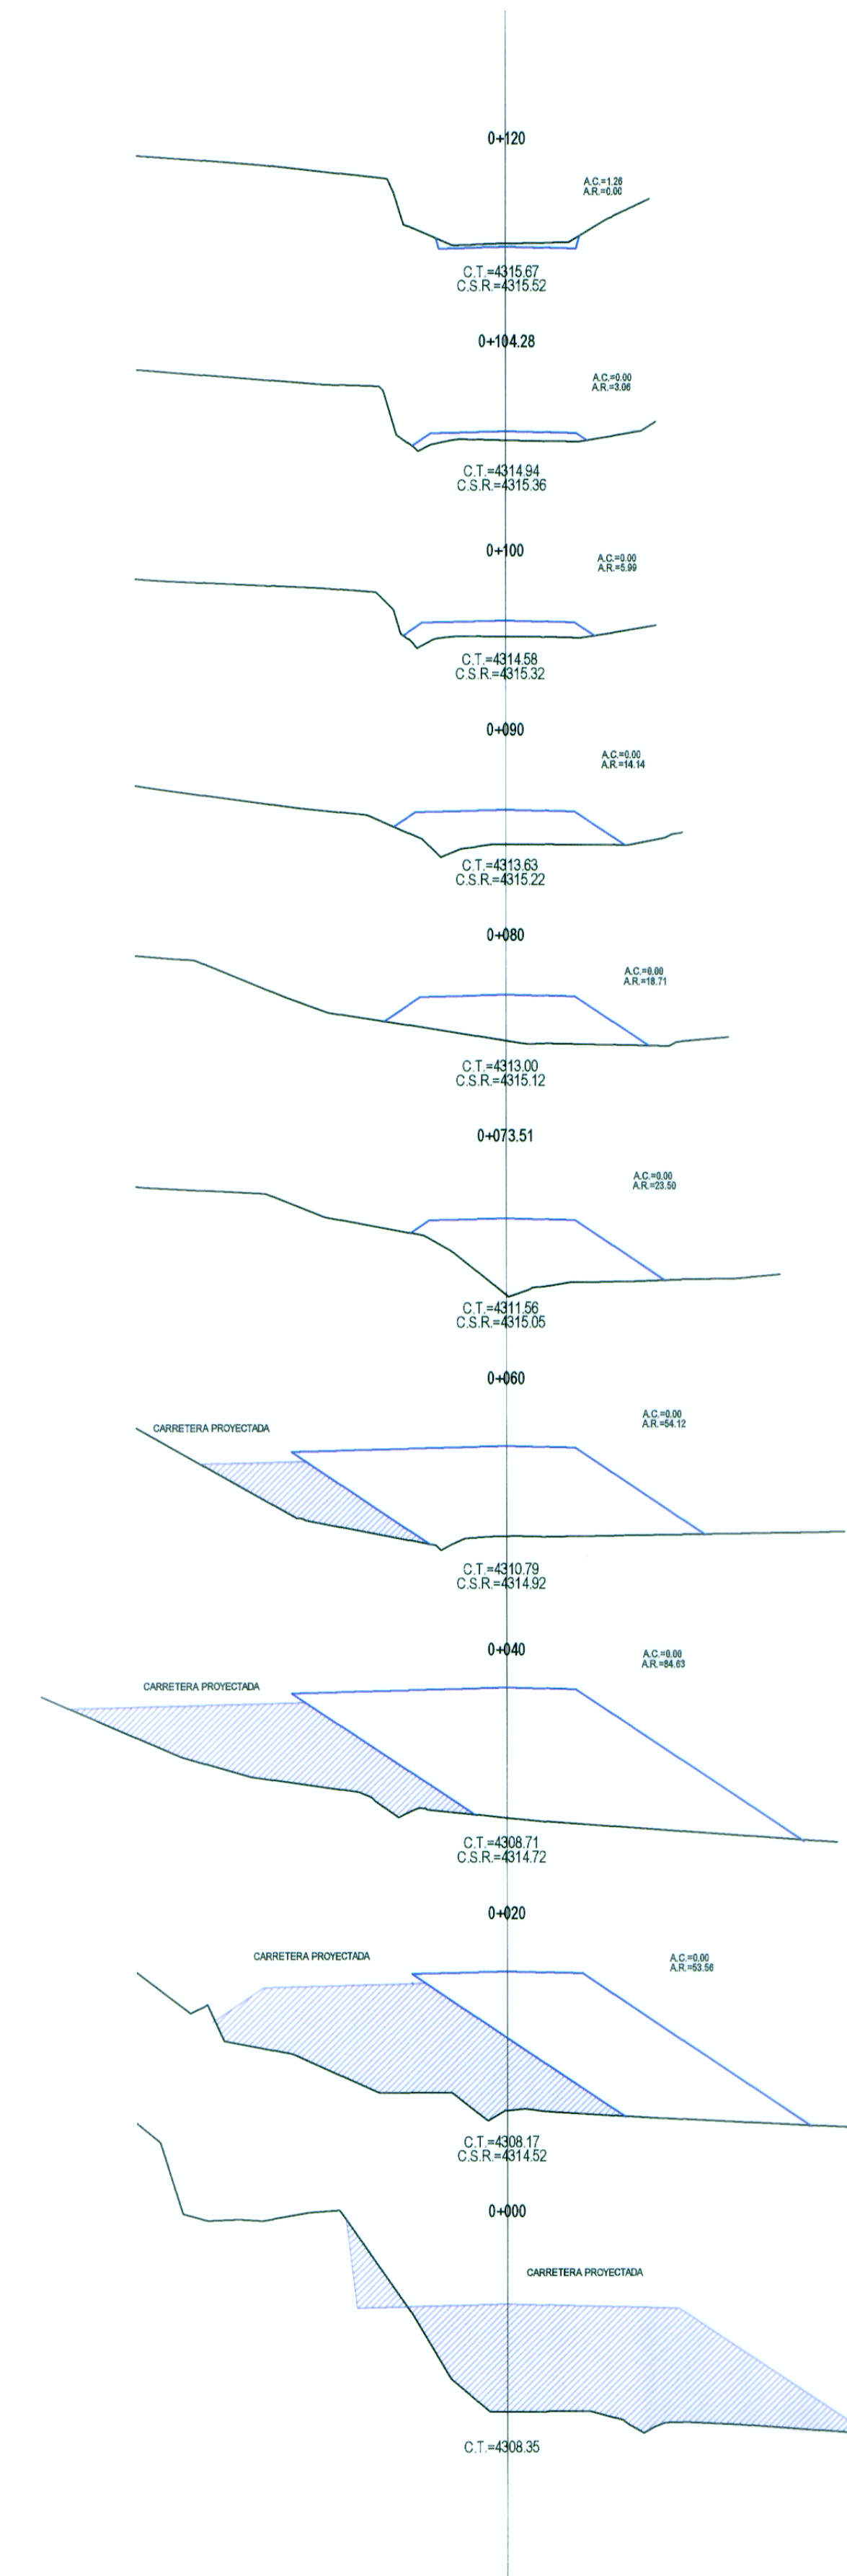 0+120
A.C.=1.26
A.R.=0.00
C.T.=4315.67
C.S.R.=4315.52
0+104.28
A.C.=0.00
A.R.=3.06
C.T.=4314.94
C.S.R.=4315.36
0+100
A.C.=0.00
A.R.=5.99
C.T.=4314.58
C.S.R.=4315.32
0+090
A.C.=0.00
A.R.=14.14
C.T.=4313.63
C.S.R.=4315.22
0+080
A.C.=0.00
A.R.=18.71
C.T.=4313.00
C.S.R.=4315.12
0+073.51
A.C.=0.00
A.R.=23.50
C.T.=4311.56
C.S.R.=4315.05
0+060
A.C.=0.00
A.R.=54.12
CARRETERA PROYECTADA
C.T.=4310.79
C.S.R.=4314.92
0+040
A.C.=0.00
A.R.=84.63
CARRETERA PROYECTADA
C.T.=4308.71
C.S.R.=4314.72
0+020
CARRETERA PROYECTADA
A.C.=0.00
A.R.=53.56
C.T.=4308.17
C.S.R.=4314.52
0+000
CARRETERA PROYECTADA
C.T.=4308.35